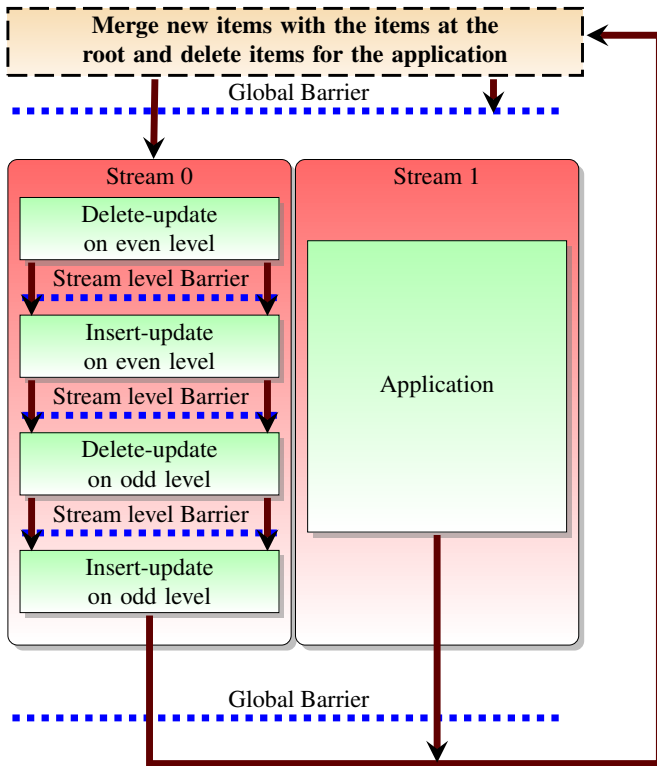 Merge new items with the items at the
root and delete items for the application
Global Barrier
Stream 0
Delete-update
on even level
Stream level Barrier
Insert-update
on even level
Stream level Barrier
Delete-update
on odd level
Stream level Barrier
Insert-update
on odd level
Stream 1
Application
Global Barrier